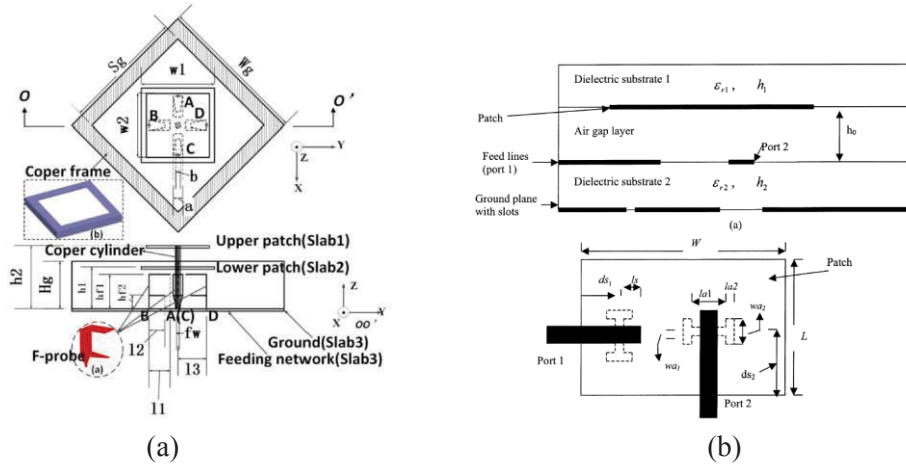 Sg
Wg
w1
O
O'
w2
A
B
D
C
b
a
Z
Y
X
Coper frame
(b)
Coper cylinder
Upper patch(Slab1)
Lower patch(Slab2)
h2
Hg
h1
hf1
hf2
Z
X
OO'
B
A(C)
D
fw
Ground(Slab3)
Feeding network(Slab3)
F-probe
(a)
12
13
11
(a)
Dielectric substrate 1
εr1 , h1
Patch
Air gap layer
h0
Feed lines
(port 1)
Port 2
Dielectric substrate 2
εr2 , h2
Ground plane
with slots
(a)
W
Patch
ds1
ls
la1
la2
wa2
L
Port 1
wa1
ds2
Port 2
(b)